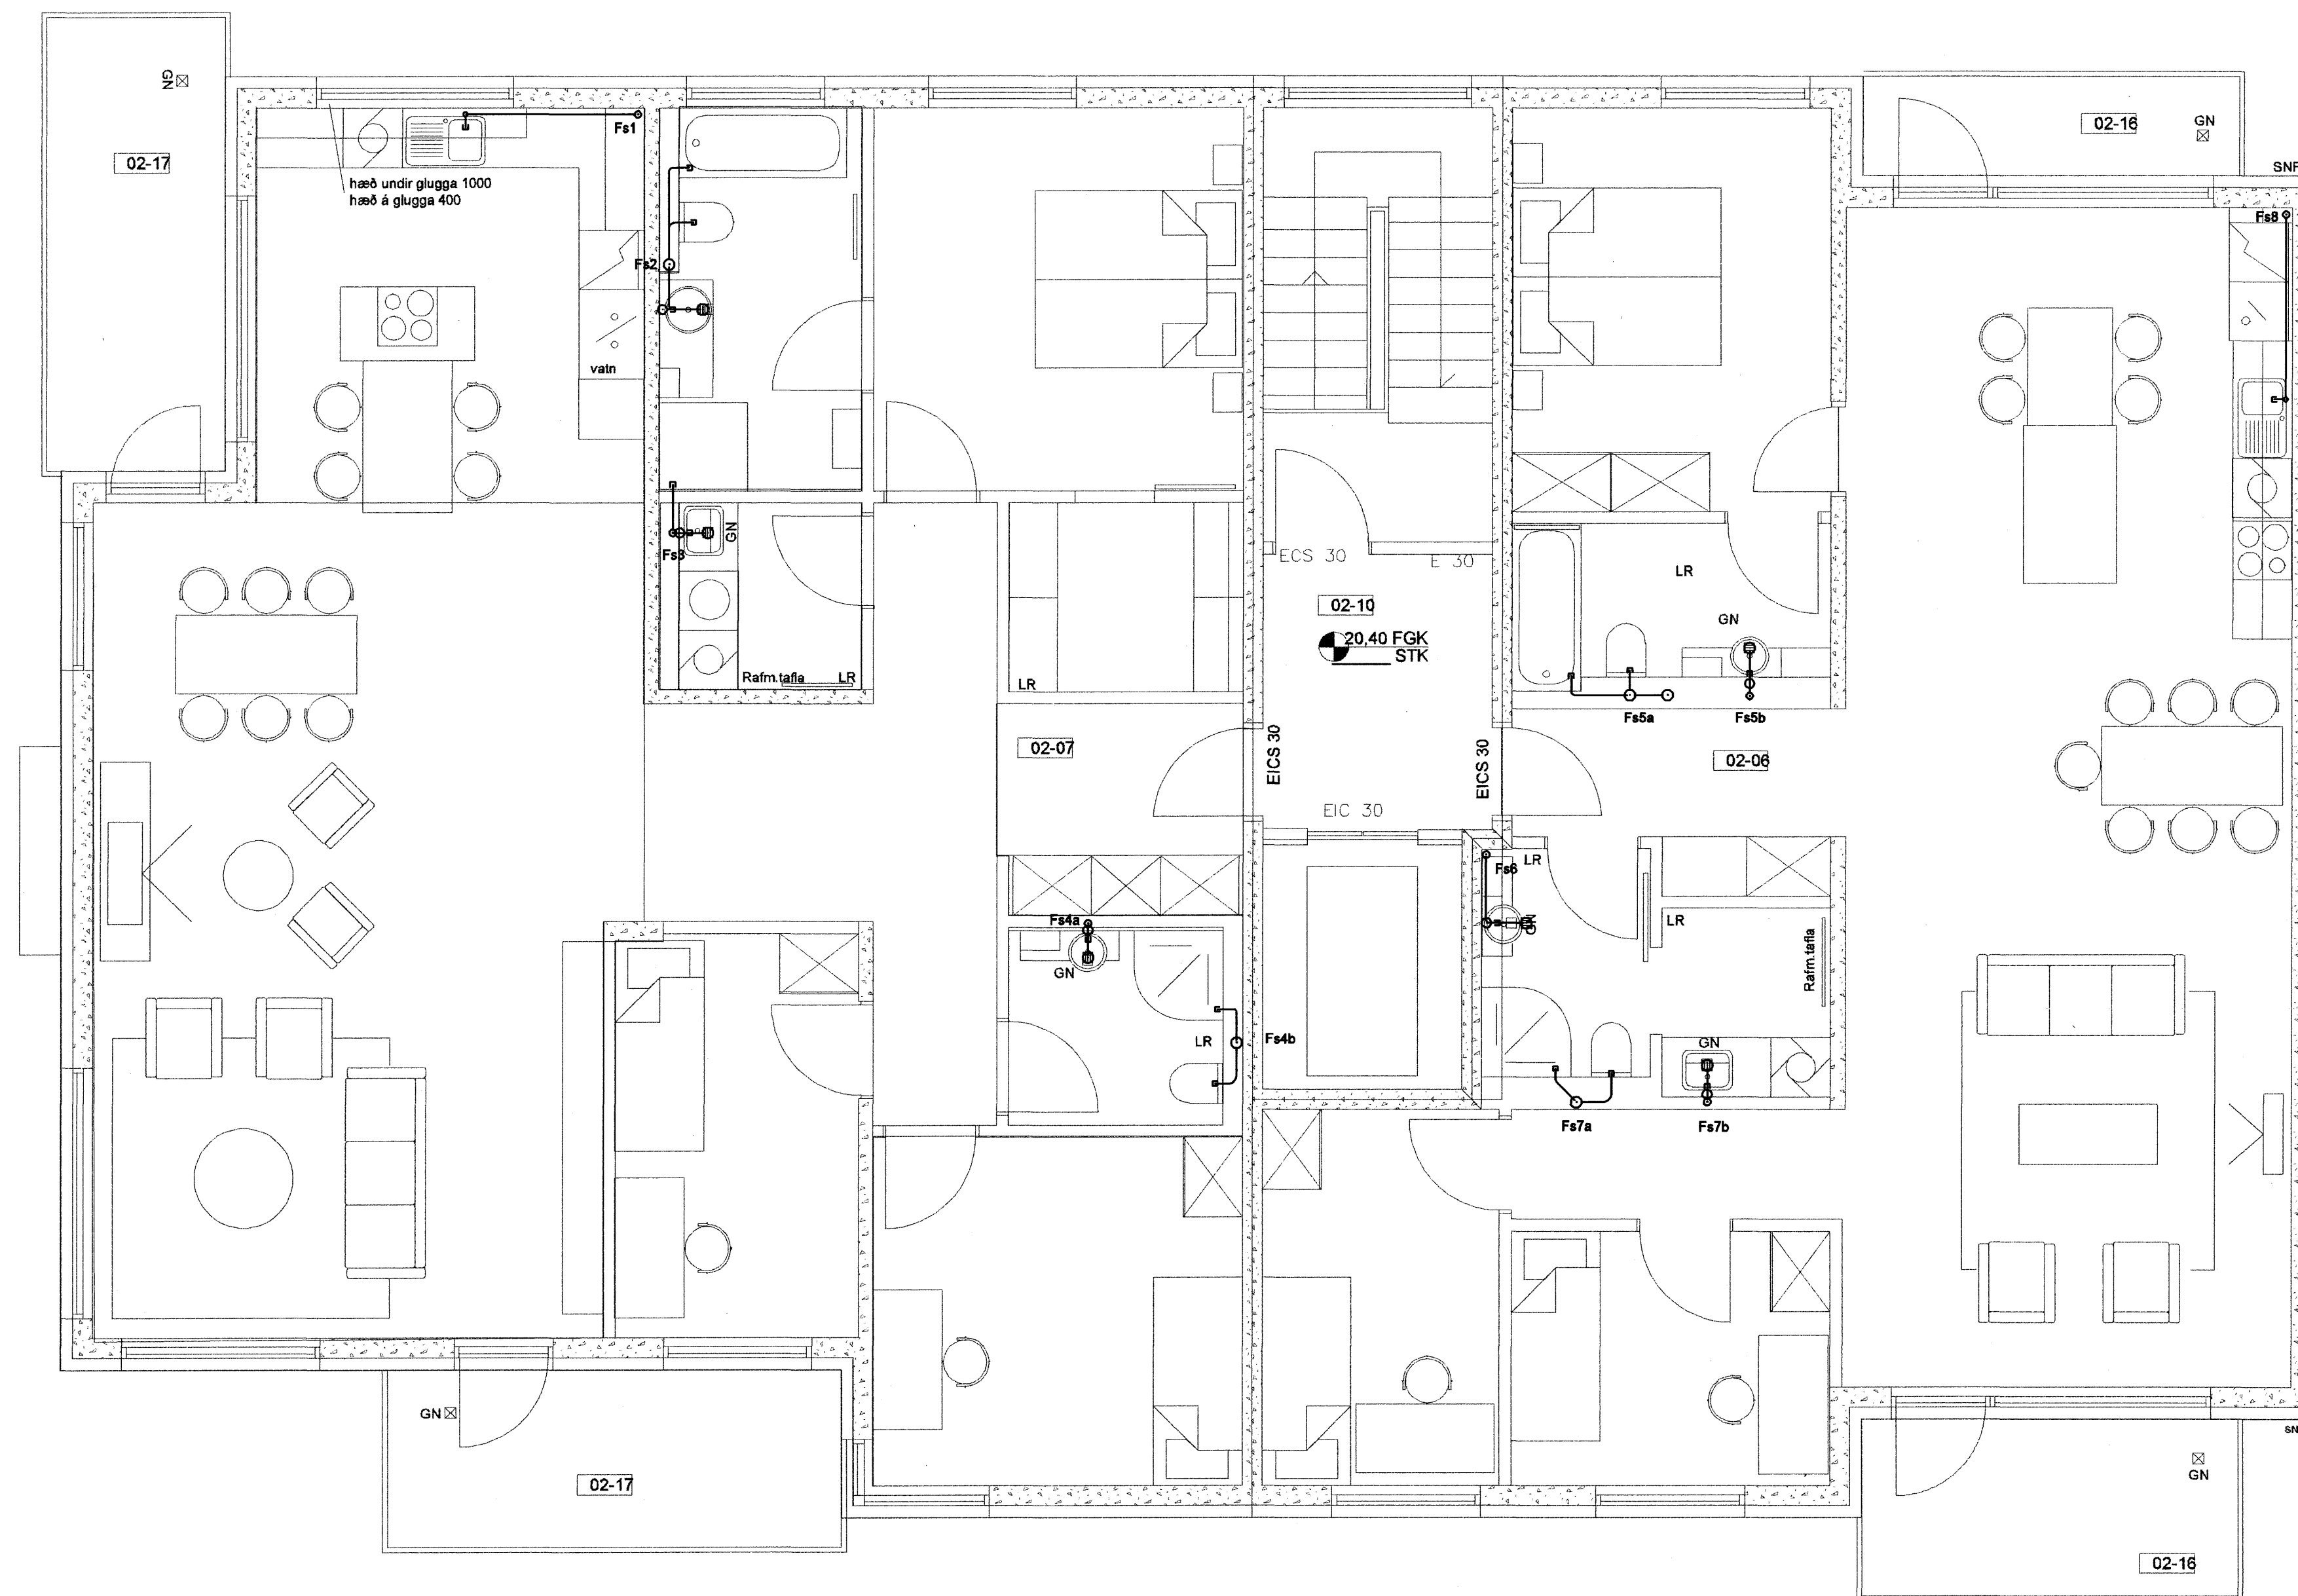 GN
02-17
Fs1
hæð undir glugga 1000
hæð á glugga 400
02-16
GN
SNF
Fs8
Fs2
vatn
GN
Fs3
ECS 30
E 30
LR
02-10
GN
20,40 FGK
STK
Rafm.tafla
LR
LR
Fs5a
Fs5b
02-07
EICS 30
EICS 30
02-06
EIC 30
LR
Fs6
Fs4a
GN
LR
GN
Rafm.tafla
LR
Fs4b
GN
Fs7a
Fs7b
GN
02-17
SN
GN
02-16